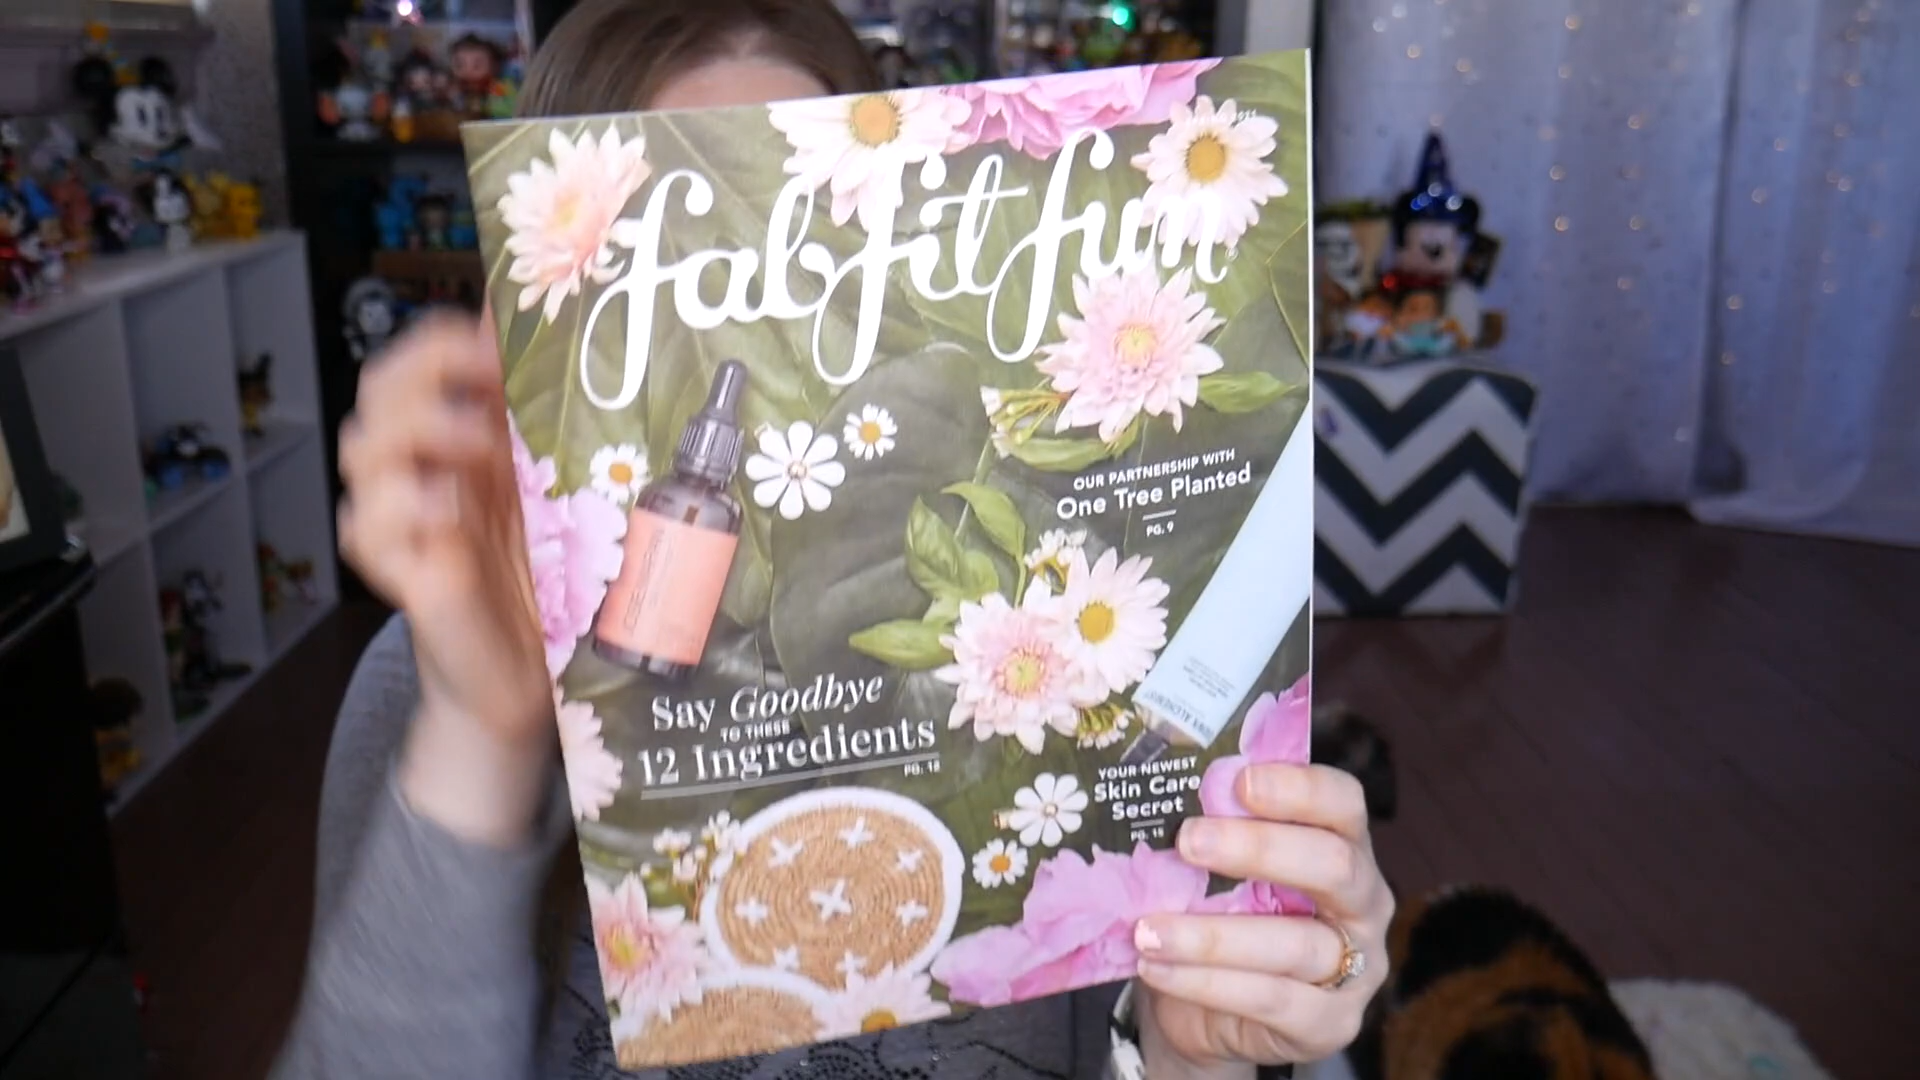 fabfitfun
OUR PARTNERSHIP WITH
One Tree Planted
PG. 9
Say Goodbye
TO THESE
12 Ingredients
PG. 12
YOUR NEWEST
Skin Care
Secret
PG. 15